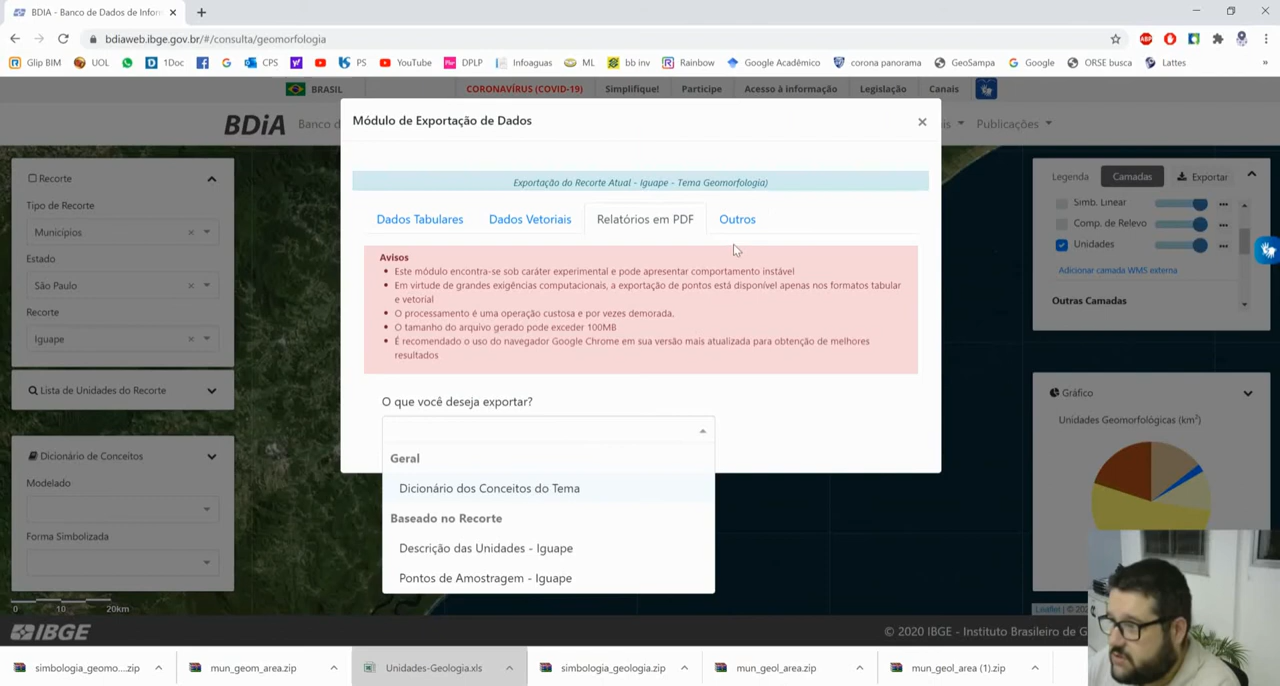 BDIA - Banco de Dados de Inform
bdiaweb.ibge.gov.br/#/consulta/geomorfologia
Glip BIM
UOL
1Doc
CPS
PS
YouTube
DPLP
Infoaguas
ML
bb inv
Rainbow
Google Acadêmico
corona panorama
GeoSampa
Google
ORSE busca
Lattes
»
BRASIL
CORONAVÍRUS (COVID-19)
Simplifique!
Participe
Acesso à informação
Legislação
Canais
BDiA
Banco d
is
Publicações
Módulo de Exportação de Dados
×
Exportação do Recorte Atual - Iguape - Tema Geomorfologia)
Dados Tabulares
Dados Vetoriais
Relatórios em PDF
Outros
Avisos
Este módulo encontra-se sob caráter experimental e pode apresentar comportamento instável
Em virtude de grandes exigências computacionais, a exportação de pontos está disponível apenas nos formatos tabular
e vetorial
O processamento é uma operação custosa e por vezes demorada.
O tamanho do arquivo gerado pode exceder 100MB
É recomendado o uso do navegador Google Chrome em sua versão mais atualizada para obtenção de melhores
resultados
O que você deseja exportar?
Geral
Dicionário dos Conceitos do Tema
Baseado no Recorte
Descrição das Unidades - Iguape
Pontos de Amostragem - Iguape
Recorte
Tipo de Recorte
Municípios
Estado
São Paulo
Recorte
Iguape
Lista de Unidades do Recorte
Dicionário de Conceitos
Modelado
Forma Simbolizada
0 10 20km
Legenda
Camadas
Exportar
Simb. Linear
Comp. de Relevo
Unidades
Adicionar camada WMS externa
Outras Camadas
Gráfico
Unidades Geomorfológicas (km²)
Leaflet | © 202
IBGE
© 2020 IBGE - Instituto Brasileiro de G
simbologia_geomo....zip
mun_geom_area.zip
Unidades-Geologia.xls
simbologia_geologia.zip
mun_geol_area.zip
mun_geol_area (1).zip